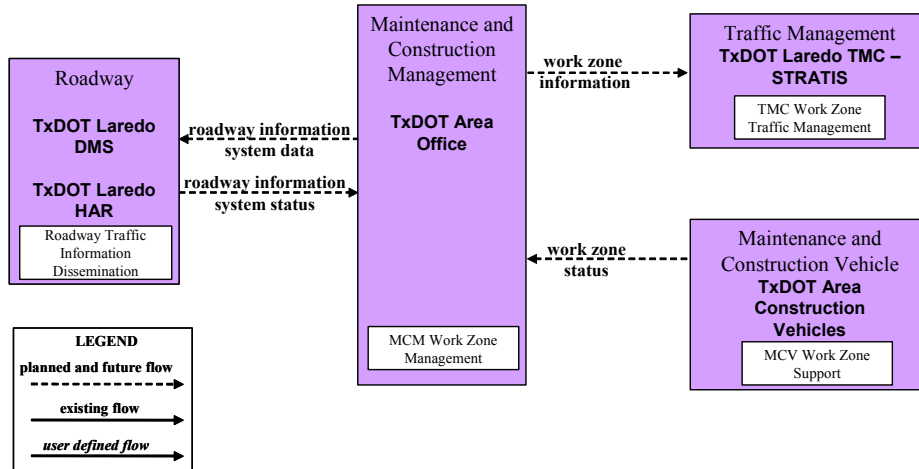 Roadway
TxDOT Laredo
DMS
TxDOT Laredo
HAR
Roadway Traffic
Information
Dissemination
roadway information
system data
roadway information
system status
Maintenance and
Construction
Management
TxDOT Area
Office
MCM Work Zone
Management
work zone
information
work zone
status
Traffic Management
TxDOT Laredo TMC –
STRATIS
TMC Work Zone
Traffic Management
Maintenance and
Construction Vehicle
TxDOT Area
Construction
Vehicles
MCV Work Zone
Support
LEGEND
planned and future flow
existing flow
user defined flow